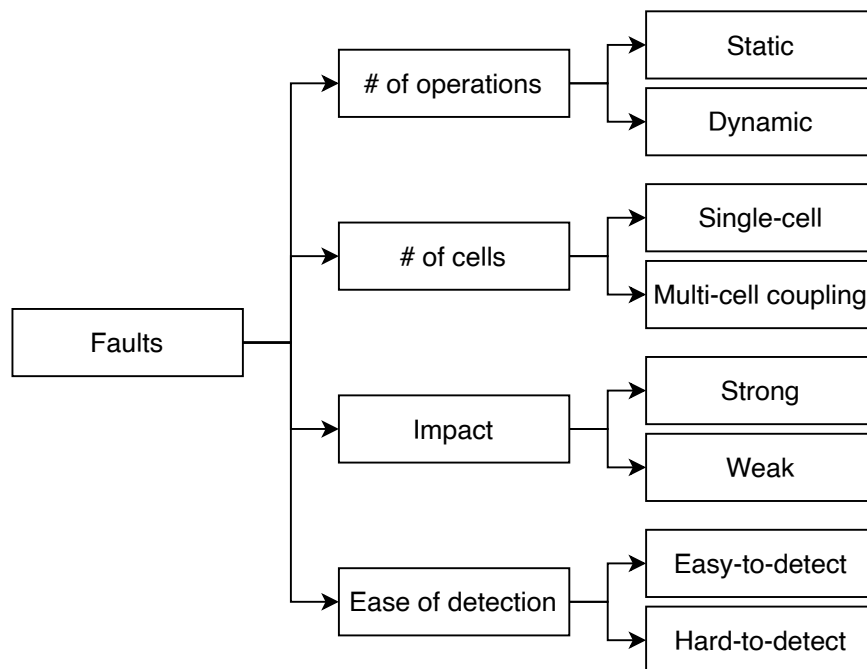 Faults
# of operations
Static
Dynamic
# of cells
Single-cell
Multi-cell coupling
Impact
Strong
Weak
Ease of detection
Easy-to-detect
Hard-to-detect